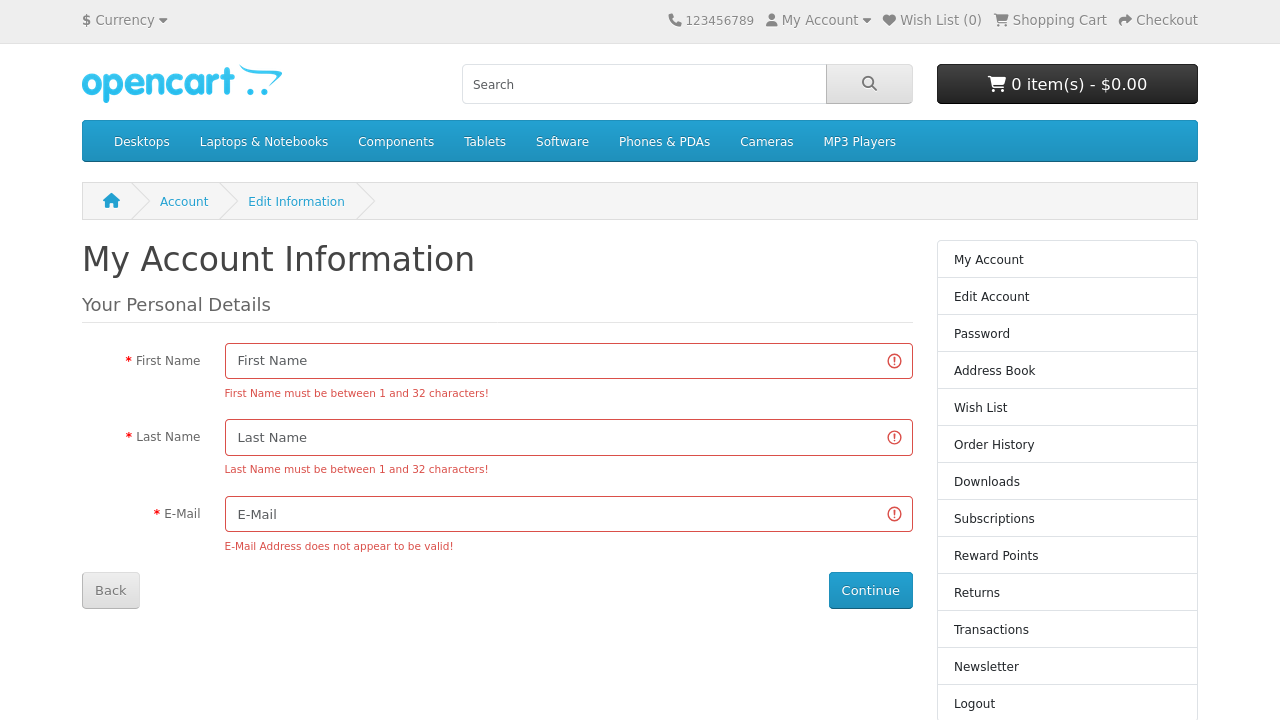 $ Currency
123456789 My Account Wish List (0) Shopping Cart Checkout
opencart
Search
0 item(s) - $0.00
Desktops Laptops & Notebooks Components Tablets Software Phones & PDAs Cameras MP3 Players
Account Edit Information
My Account Information
Your Personal Details
* First Name First Name
First Name must be between 1 and 32 characters!
* Last Name Last Name
Last Name must be between 1 and 32 characters!
* E-Mail E-Mail
E-Mail Address does not appear to be valid!
Back Continue
My Account
Edit Account
Password
Address Book
Wish List
Order History
Downloads
Subscriptions
Reward Points
Returns
Transactions
Newsletter
Logout